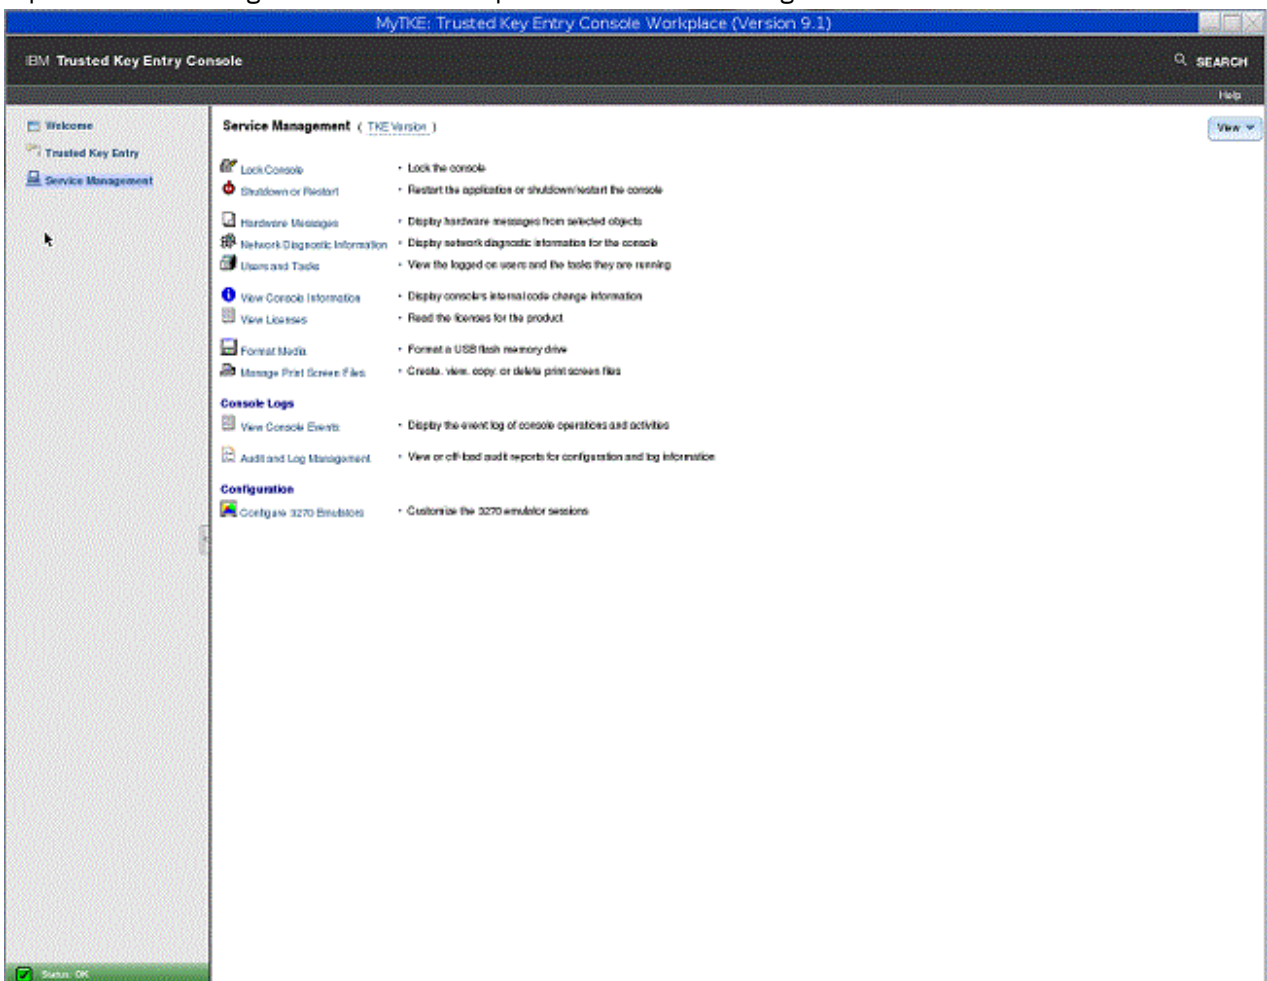 MyTKE: Trusted Key Entry Console Workplace (Version 9.1)
IBM Trusted Key Entry Console
SEARCH
Help
Welcome
Trusted Key Entry
Service Management
Service Management ( TKE Version )
View
Lock Console • Lock the console
Shutdown or Restart • Restart the application or shutdown/restart the console
Hardware Messages • Display hardware messages from selected objects
Network Diagnostic Information • Display network diagnostic information for the console
Users and Tasks • View the logged on users and the tasks they are running
View Console Information • Display console's internal code change information
View Licenses • Read the licenses for the product
Format Media • Format a USB flash memory drive
Manage Print Screen Files • Create, view, copy, or delete print screen files
Console Logs
View Console Events • Display the event log of console operations and activities
Audit and Log Management • View or off-load audit reports for configuration and log information
Configuration
Configure 3270 Emulators • Customize the 3270 emulator sessions
Status: OK